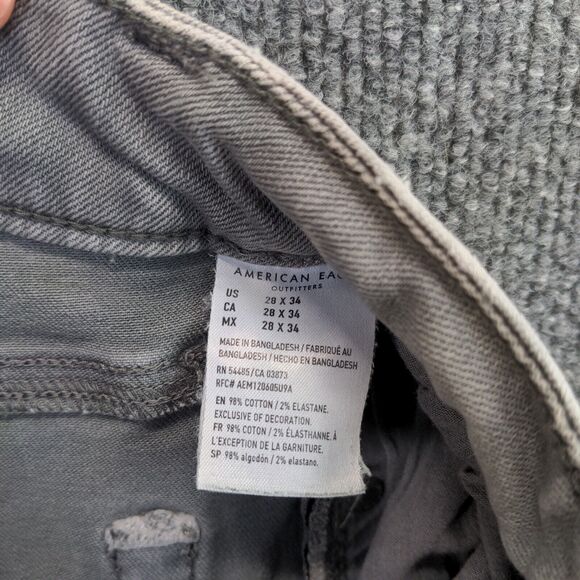 AMERICAN EAG
OUTFITTERS
US 28 X 34
CA 28 X 34
MX 28 X 34
MADE IN BANGLADESH / FABRIQUÉ AU
BANGLADESH / HECHO EN BANGLADESH
RN 54485/CA 03873
RFC# AEM120605U9A
EN 98% COTTON / 2% ELASTANE.
EXCLUSIVE OF DECORATION.
FR 98% COTON / 2% ÉLASTHANNE. À
L'EXCEPTION DE LA GARNITURE.
SP 98% algodón / 2% elastano.